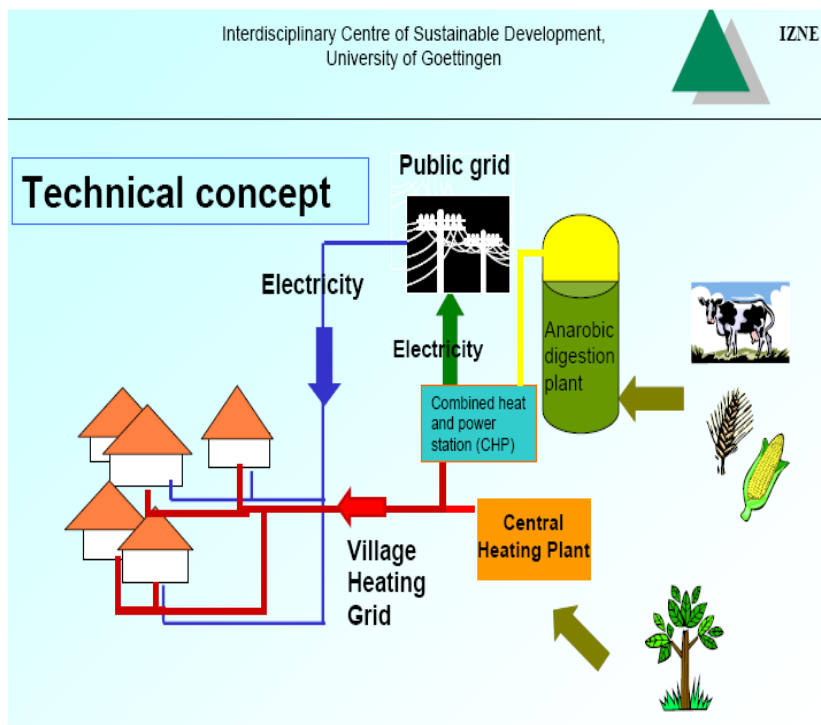 Interdisciplinary Centre of Sustainable Development,
University of Goettingen
IZNE
Technical concept
Public grid
Electricity
Electricity
Anarobic
digestion
plant
Combined heat
and power
station (CHP)
Central
Heating Plant
Village
Heating
Grid